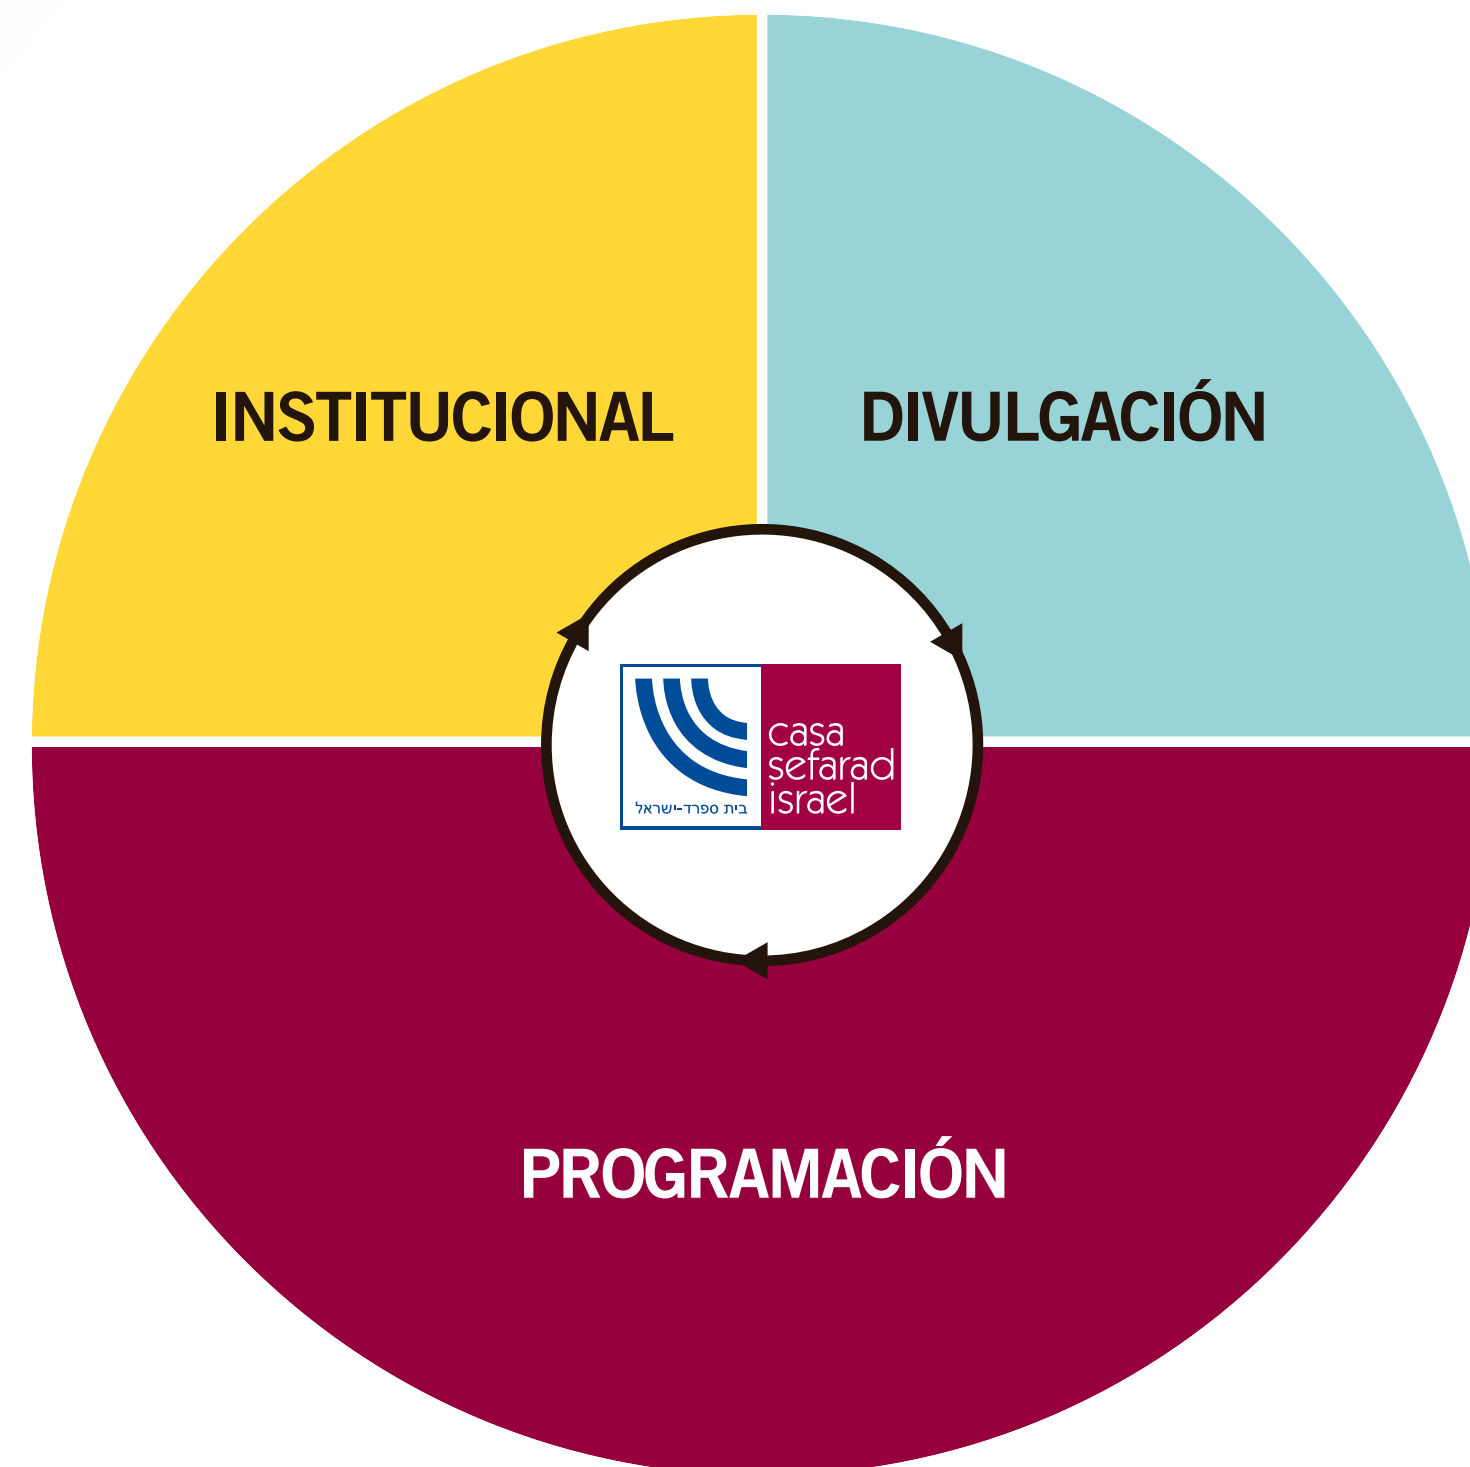 INSTITUCIONAL
DIVULGACIÓN
casa
sefarad
israel
בית ספרד-ישראל
PROGRAMACIÓN